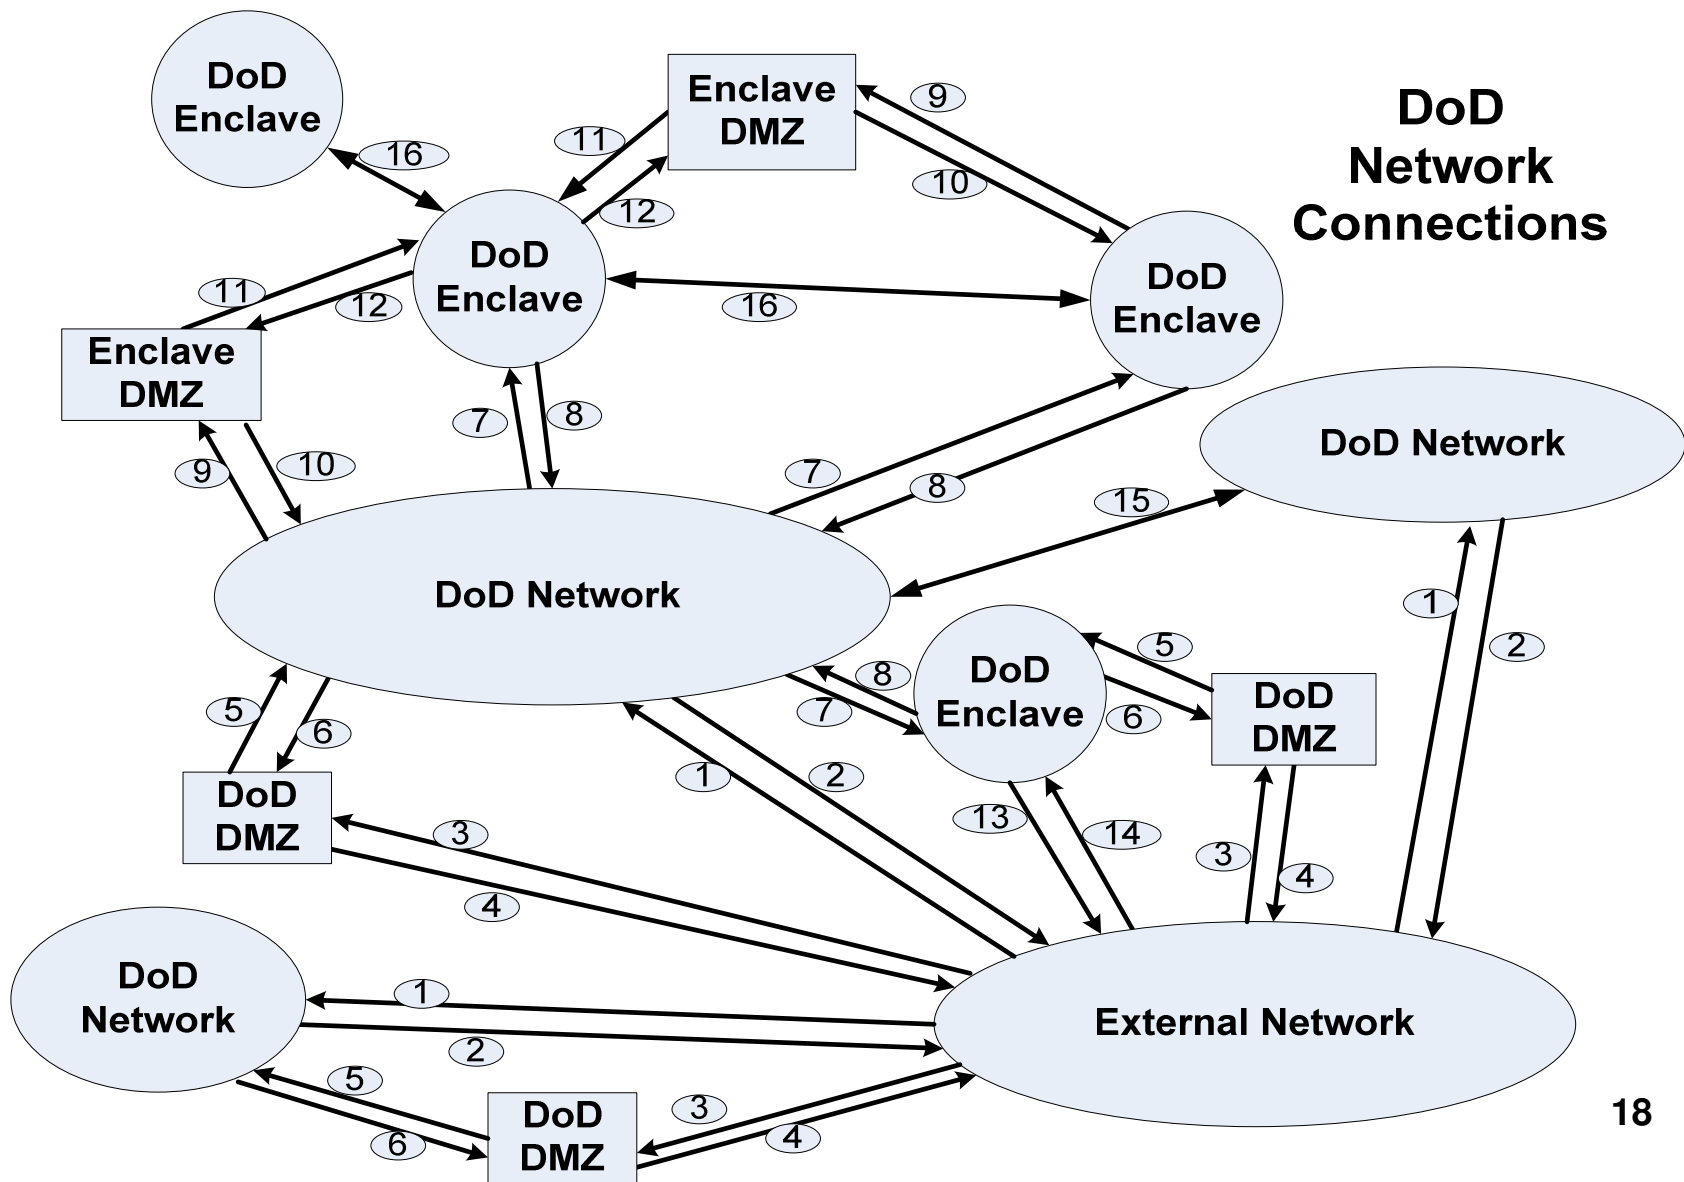 DoD
Enclave
Enclave
DMZ
9
DoD
Network
Connections
11
16
10
12
DoD
Enclave
DoD
Enclave
11
12
16
Enclave
DMZ
7
8
DoD Network
9
10
7
8
15
DoD Network
1
2
5
8
DoD
Enclave
DoD
DMZ
5
7
6
6
1
2
DoD
DMZ
3
13
14
3
4
4
DoD
Network
1
External Network
2
5
3
DoD
DMZ
4
6
18